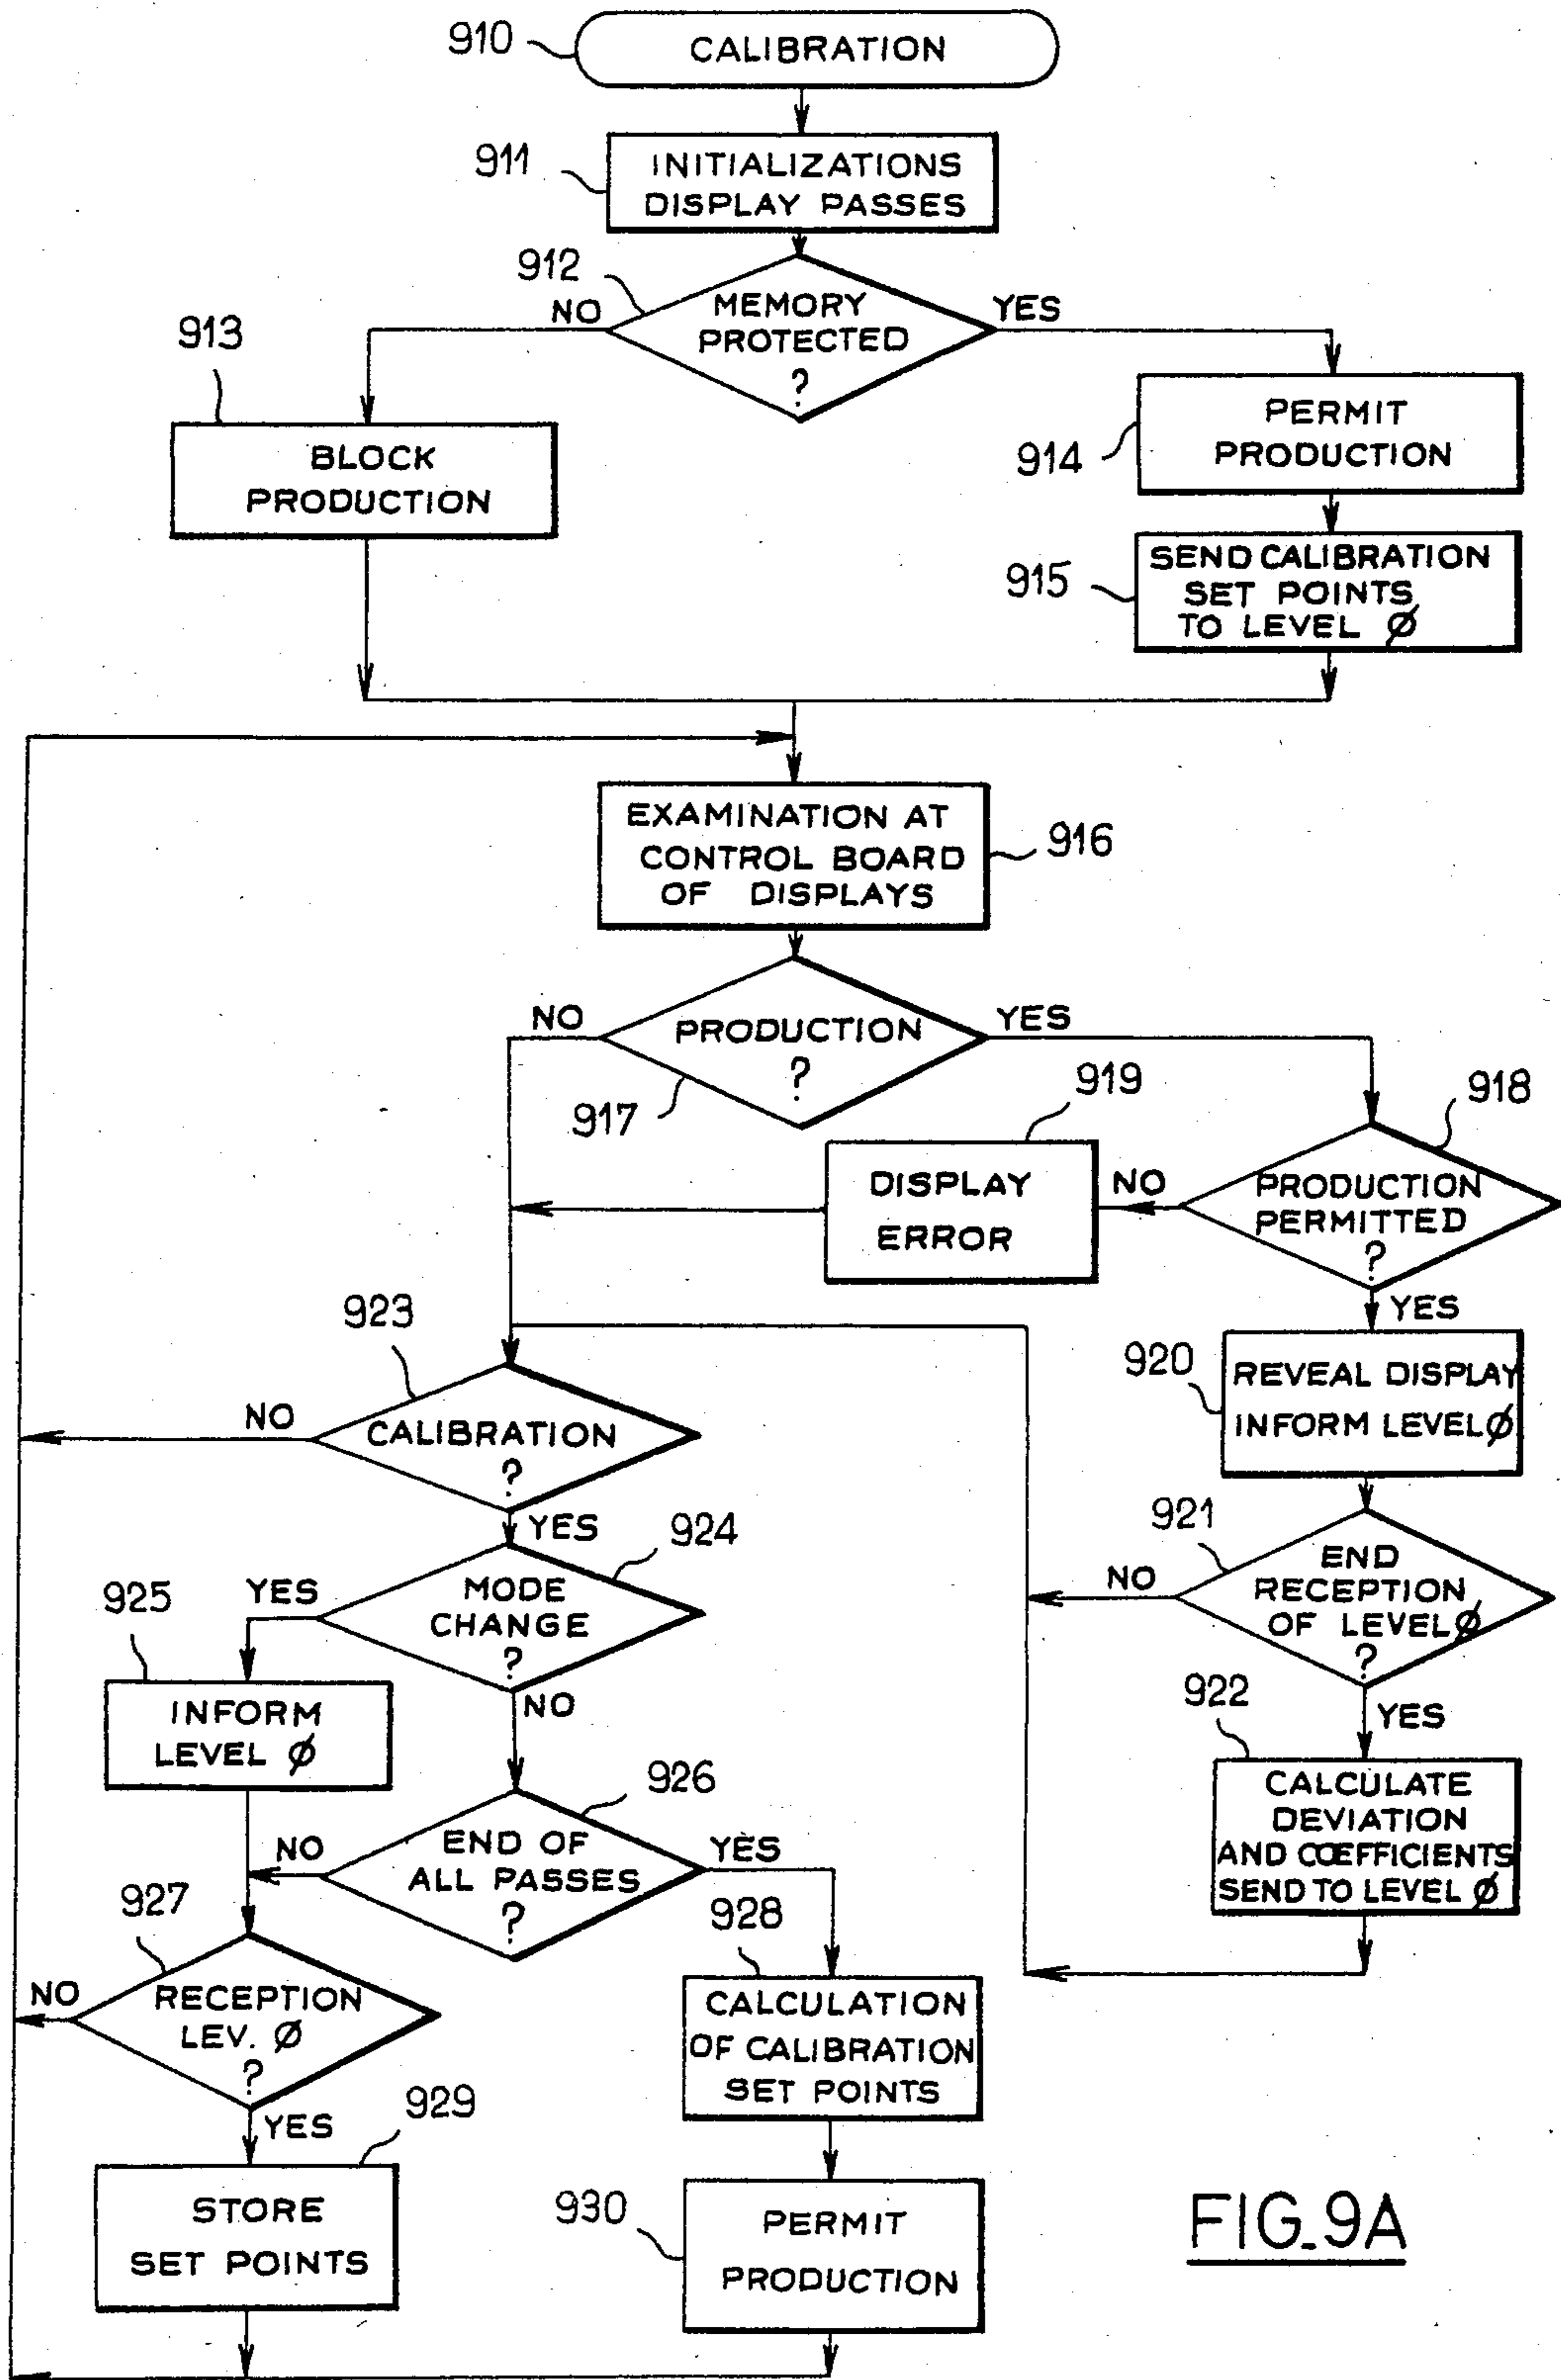 910
CALIBRATION
911
INITIALIZATIONS
DISPLAY PASSES
912
NO
MEMORY
PROTECTED
?
YES
913
BLOCK
PRODUCTION
914
PERMIT
PRODUCTION
915
SEND CALIBRATION
SET POINTS
TO LEVEL Ø
EXAMINATION AT
CONTROL BOARD
OF DISPLAYS
916
NO
PRODUCTION
?
YES
917
919
918
DISPLAY
ERROR
NO
PRODUCTION
PERMITTED
?
YES
923
NO
CALIBRATION
?
YES
920
REVEAL DISPLAY
INFORM LEVEL Ø
921
NO
END
RECEPTION
OF LEVEL Ø
?
YES
924
YES
MODE
CHANGE
?
NO
925
INFORM
LEVEL Ø
922
CALCULATE
DEVIATION
AND COEFFICIENTS
SEND TO LEVEL Ø
926
NO
END OF
ALL PASSES
?
YES
927
NO
RECEPTION
LEV. Ø
?
YES
928
CALCULATION
OF CALIBRATION
SET POINTS
929
STORE
SET POINTS
930
PERMIT
PRODUCTION
FIG_9A